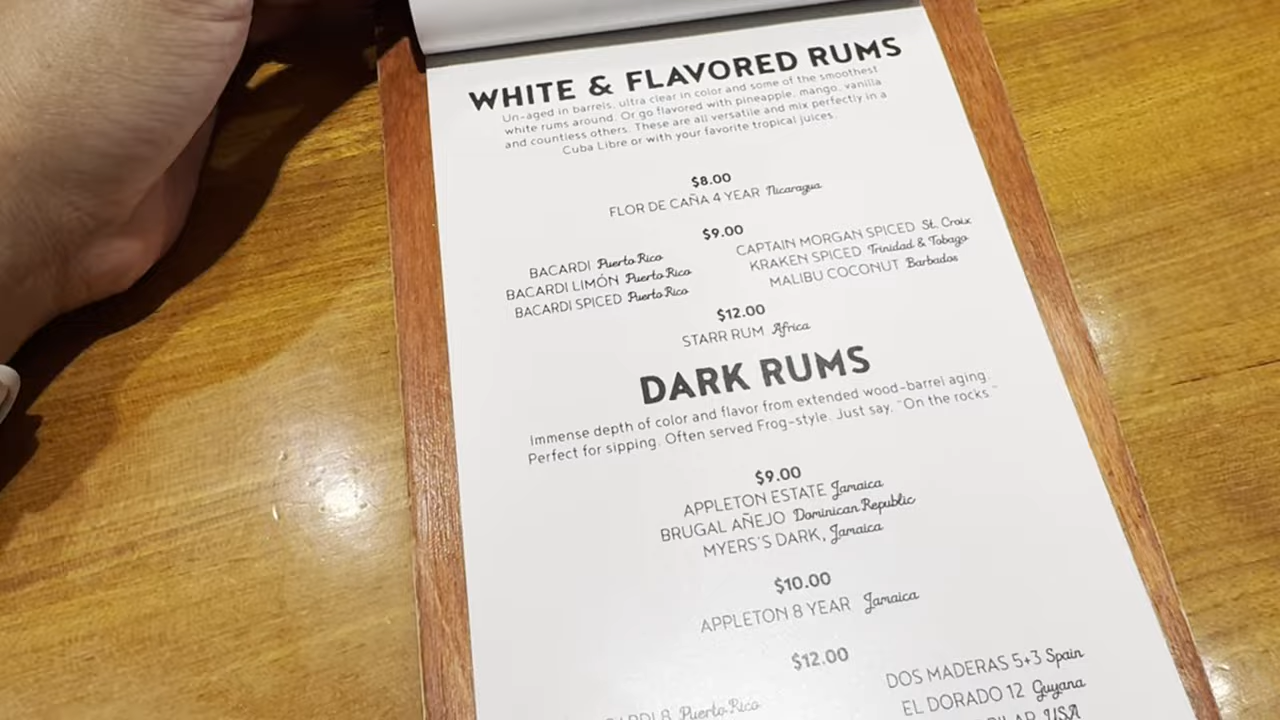 WHITE & FLAVORED RUMS
Un-aged in barrels, ultra clear in color and some of the smoothest
white rums around. Or go flavored with pineapple, mango, vanilla
and countless others. These are all versatile and mix perfectly in a
Cuba Libre or with your favorite tropical juices.
$8.00
FLOR DE CAÑA 4 YEAR Nicaragua
$9.00
BACARDI Puerto Rico
BACARDI LIMÓN Puerto Rico
BACARDI SPICED Puerto Rico
CAPTAIN MORGAN SPICED St. Croix
KRAKEN SPICED Trinidad & Tobago
MALIBU COCONUT Barbados
$12.00
STARR RUM Africa
DARK RUMS
Immense depth of color and flavor from extended wood-barrel aging.
Perfect for sipping. Often served Frog-style. Just say, "On the rocks."
$9.00
APPLETON ESTATE Jamaica
BRUGAL AÑEJO Dominican Republic
MYERS'S DARK, Jamaica
$10.00
APPLETON 8 YEAR Jamaica
$12.00
8 Puerto Rico
DOS MADERAS 5+3 Spain
EL DORADO 12 Guyana
USA